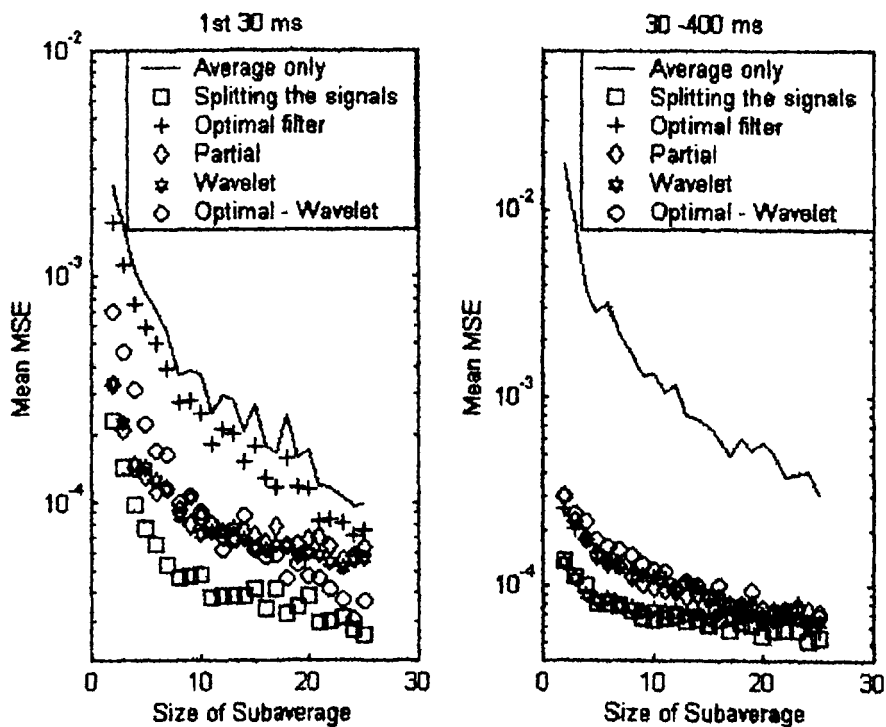 1st 30 ms
10^-2
Average only
Splitting the signals
Optimal filter
Partial
Wavelet
Optimal - Wavelet
10^-3
10^-4
Mean MSE
0 10 20 30
Size of Subaverage
30 -400 ms
Average only
Splitting the signals
Optimal filter
Partial
Wavelet
Optimal - Wavelet
10^-2
10^-3
10^-4
Mean MSE
0 10 20 30
Size of Subaverage